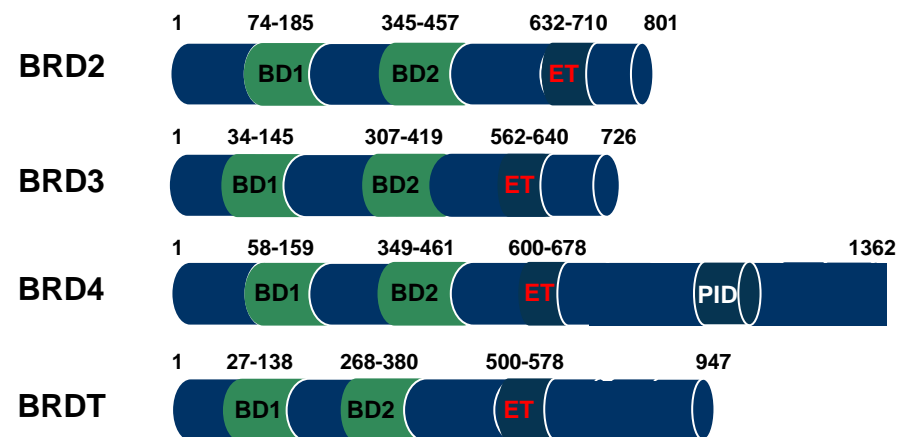 1 74-185 345-457 632-710 801
BRD2 BD1 BD2 ET
1 34-145 307-419 562-640 726
BRD3 BD1 BD2 ET
1 58-159 349-461 600-678 1362
BRD4 BD1 BD2 ET PID
1 27-138 268-380 500-578 947
BRDT BD1 BD2 ET